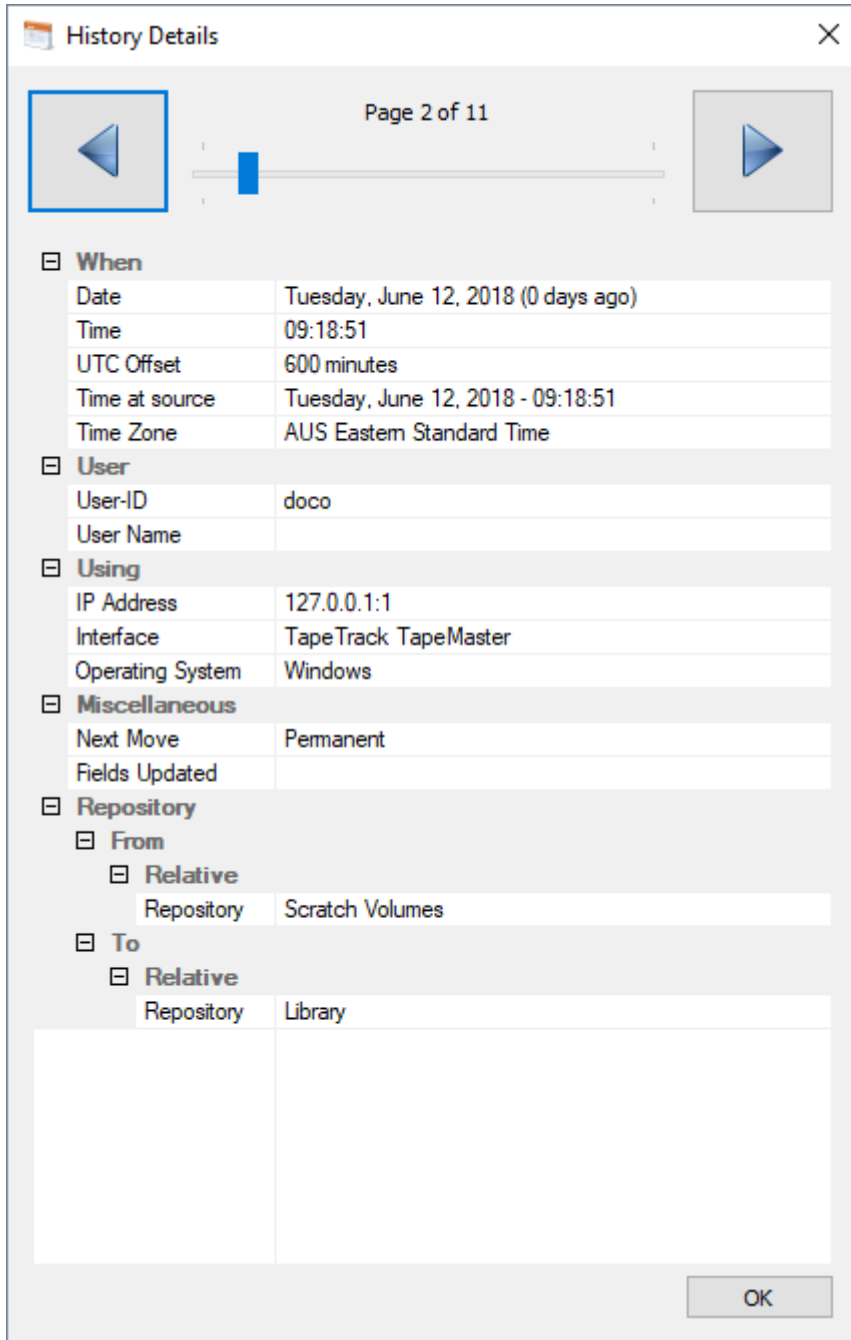 History Details
Page 2 of 11
When
Date Tuesday, June 12, 2018 (0 days ago)
Time 09:18:51
UTC Offset 600 minutes
Time at source Tuesday, June 12, 2018 - 09:18:51
Time Zone AUS Eastern Standard Time
User
User-ID doco
User Name
Using
IP Address 127.0.0.1:1
Interface TapeTrack TapeMaster
Operating System Windows
Miscellaneous
Next Move Permanent
Fields Updated
Repository
From
Relative
Repository Scratch Volumes
To
Relative
Repository Library
OK